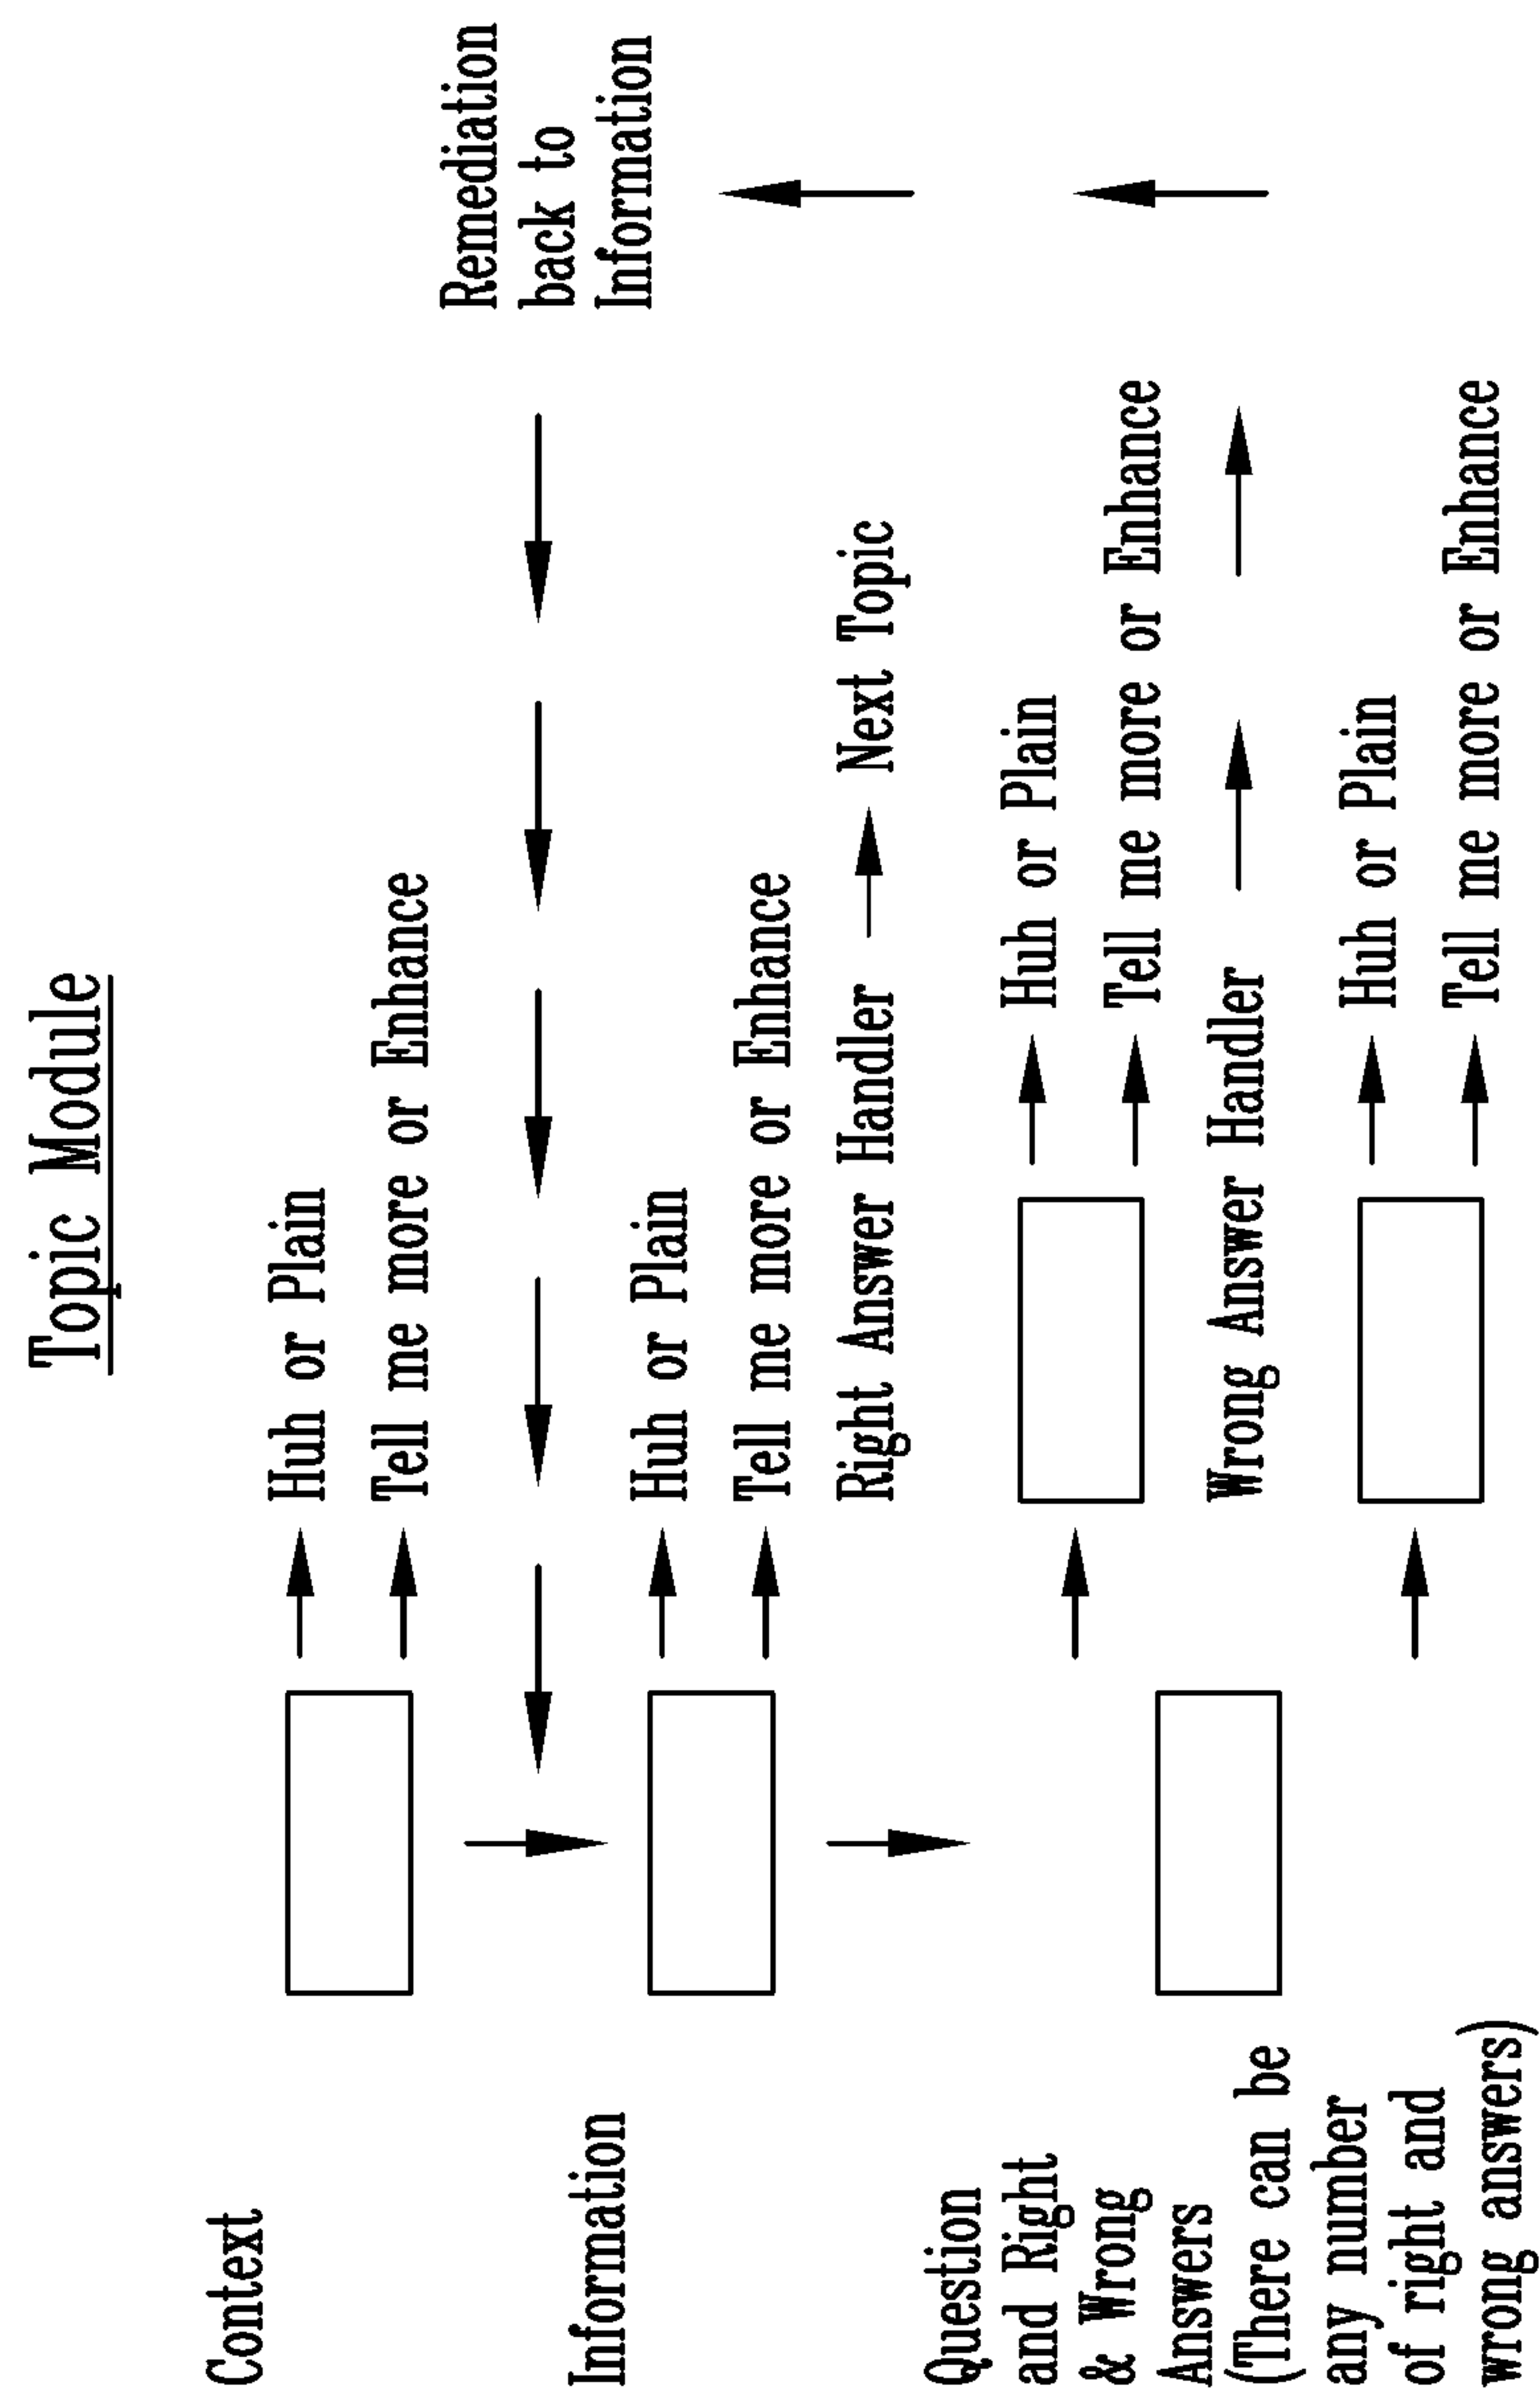 Topic Module
Context
Huh or Plain
Tell me more or Enhance
Remediation
back to
Information
Information
Huh or Plain
Tell me more or Enhance
Right Answer Handler
Next Topic
Question
and Right
& Wrong
Answers
(There can be
any number
of right and
wrong answers)
Huh or Plain
Tell me more or Enhance
Wrong Answer Handler
Huh or Plain
Tell me more or Enhance